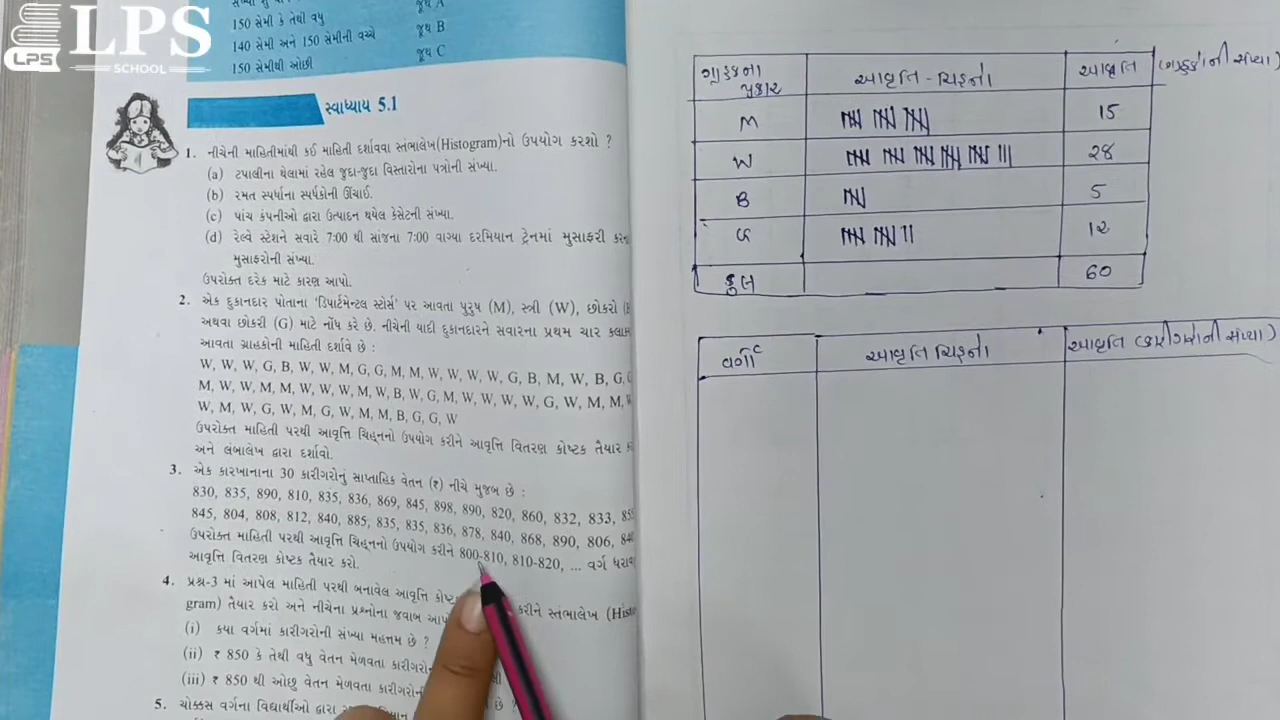 LPS
SCHOOL
LPS
150 સેમી કે તેથી વધુ જૂથ A
140 સેમી અને 150 સેમીની વચ્ચે જૂથ B
150 સેમીથી ઓછી જૂથ C
સ્વાધ્યાય 5.1
1. નીચેની માહિતીમાંથી કઈ માહિતી દર્શાવવા સ્તંભાલેખ(Histogram)નો ઉપયોગ કરશો ?
(a) ટપાલીના થેલામાં રહેલ જુદા-જુદા વિસ્તારોના પત્રોની સંખ્યા.
(b) રમત સ્પર્ધાના સ્પર્ધકોની ઊંચાઈ.
(c) પાંચ કંપનીઓ દ્વારા ઉત્પાદન થયેલ કેસેટની સંખ્યા.
(d) રેલ્વે સ્ટેશને સવારે 7:00 થી સાંજના 7:00 વાગ્યા દરમિયાન ટ્રેનમાં મુસાફરી
મુસાફરોની સંખ્યા.
ઉપરોક્ત દરેક માટે કારણ આપો.
2. એક દુકાનદાર પોતાના 'ડિપાર્ટમેન્ટલ સ્ટોર્સ' પર આવતા પુરુષ (M), સ્ત્રી (W), છોકરો
અથવા છોકરી (G) માટે નોંધ કરે છે. નીચેની યાદી દુકાનદારને સવારના પ્રથમ ચાર
આવતા ગ્રાહકોની માહિતી દર્શાવે છે :
W, W, W, G, B, W, W, M, G, G, M, M, W, W, W, W, G, B, M, W, B, G,
M, W, W, M, M, W, W, W, M, W, B, W, G, M, W, W, W, W, G, W, M, M,
W, M, W, G, W, M, G, W, M, M, B, G, G, W
ઉપરોક્ત માહિતી પરથી આવૃત્તિ ચિહ્નનો ઉપયોગ કરીને આવૃત્તિ વિતરણ કોષ્ટક તૈયાર
અને લંબાલેખ દ્વારા દર્શાવો.
3. એક કારખાનાના 30 કારીગરોનું સાપ્તાહિક વેતન (₹) નીચે મુજબ છે :
830, 835, 890, 810, 835, 836, 869, 845, 898, 890, 820, 860, 832, 833,
845, 804, 808, 812, 840, 885, 835, 835, 836, 878, 840, 868, 890, 806,
ઉપરોક્ત માહિતી પરથી આવૃત્તિ ચિહ્નનો ઉપયોગ કરીને 800-810, 810-820, ... વર્ગ
આવૃત્તિ વિતરણ કોષ્ટક તૈયાર કરો.
4. પ્રશ્ન-3 માં આપેલ માહિતી પરથી બનાવેલ આવૃત્તિ કરીને સ્તંભાલેખ
gram) તૈયાર કરો અને નીચેના પ્રશ્નોના જવાબ
(i) કયા વર્ગમાં કારીગરોની સંખ્યા મહત્તમ છે ?
(ii) ₹ 850 કે તેથી વધુ વેતન મેળવતા
(iii) ₹ 850 થી ઓછુ વેતન મેળવતા
5. ચોક્કસ વર્ગના વિદ્યાર્થીઓ દ્વારા
ગ્રાહકના પ્રકાર આવૃત્તિ-ચિહ્નો આવૃત્તિ (ગ્રાહકોની સંખ્યા)
M 15
W 28
B 5
G 12
કુલ 60
વર્ગો આવૃત્તિ ચિહ્નો આવૃત્તિ (કારીગરોની સંખ્યા)